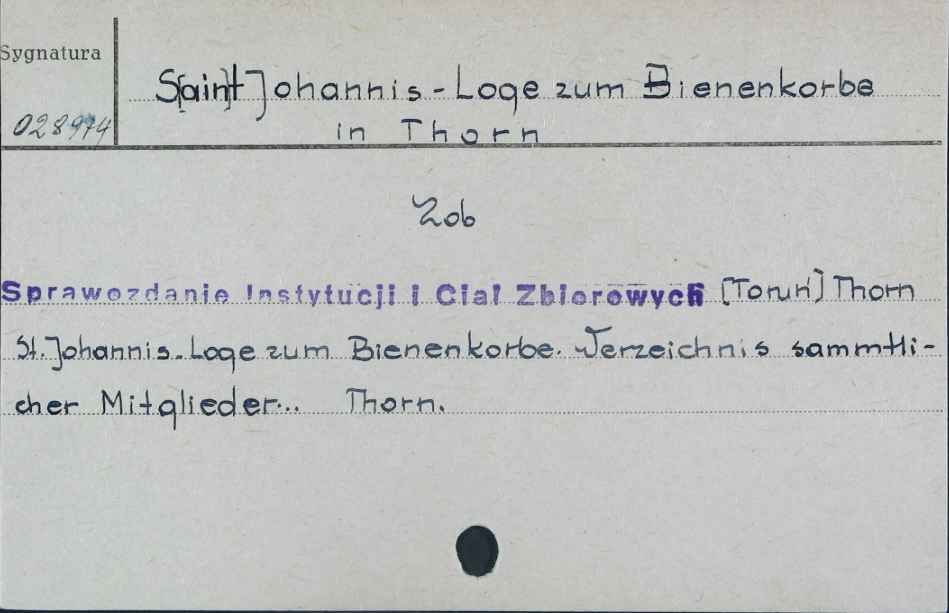 Sygnatura
S[ain]t Johannis - Loge zum Bienenkorbe
028974
in Thorn
Zob
Sprawozdanie Instytucji i Ciał Zbiorowych [Toruń] Thorn
St. Johannis-Loge zum Bienenkorbe. Verzeichnis sammtli-
cher Mitglieder... Thorn.